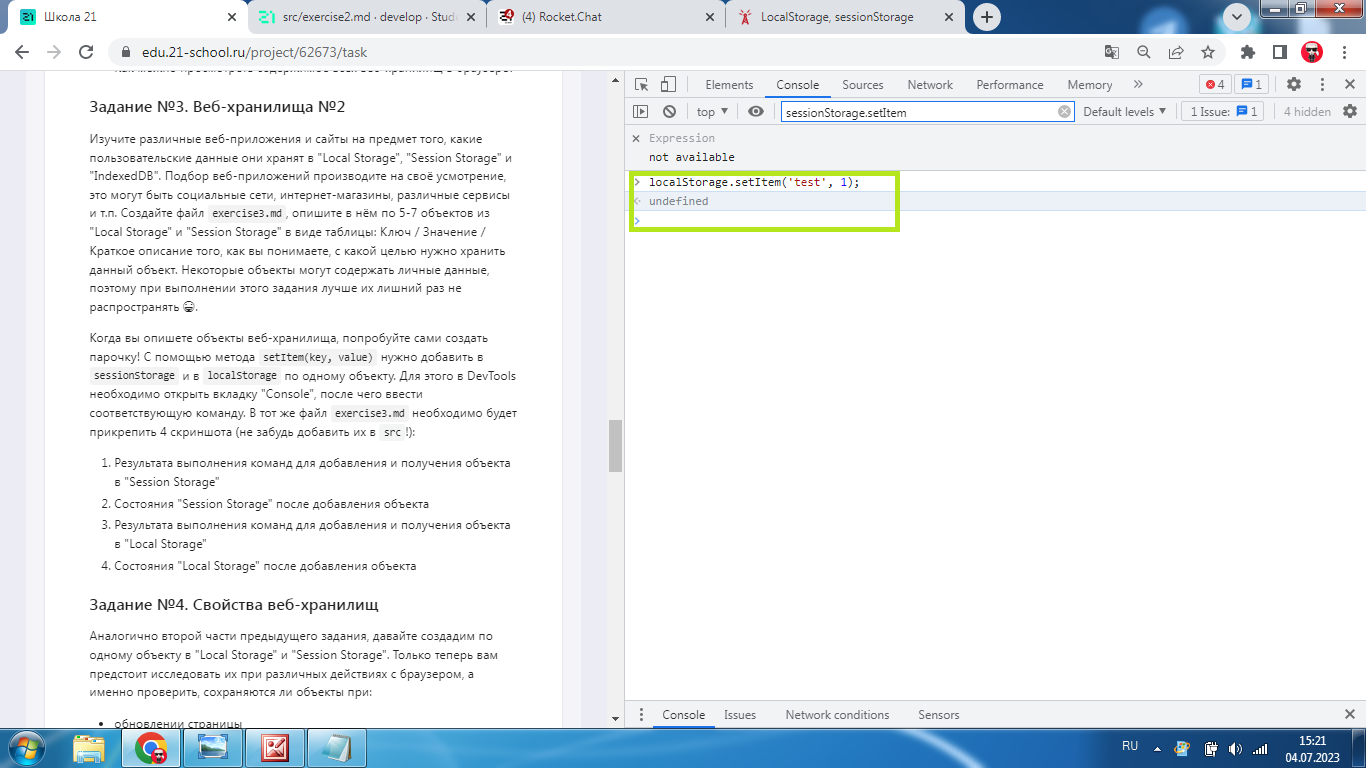 Школа 21
src/exercise2.md · develop · Stud
(4) Rocket.Chat
LocalStorage, sessionStorage
edu.21-school.ru/project/62673/task
Задание №3. Веб-хранилища №2
Изучите различные веб-приложения и сайты на предмет того, какие
пользовательские данные они хранят в "Local Storage", "Session Storage" и
"IndexedDB". Подбор веб-приложений производите на своё усмотрение,
это могут быть социальные сети, интернет-магазины, различные сервисы
и т.п. Создайте файл exercise3.md, опишите в нём по 5-7 объектов из
"Local Storage" и "Session Storage" в виде таблицы: Ключ / Значение /
Краткое описание того, как вы понимаете, с какой целью нужно хранить
данный объект. Некоторые объекты могут содержать личные данные,
поэтому при выполнении этого задания лучше их лишний раз не
распространять 😁.
Когда вы опишете объекты веб-хранилища, попробуйте сами создать
парочку! С помощью метода setItem(key, value) нужно добавить в
sessionStorage и в localStorage по одному объекту. Для этого в DevTools
необходимо открыть вкладку "Console", после чего ввести
соответствующую команду. В тот же файл exercise3.md необходимо будет
прикрепить 4 скриншота (не забудь добавить их в src!):
1. Результата выполнения команд для добавления и получения объекта
в "Session Storage"
2. Состояния "Session Storage" после добавления объекта
3. Результата выполнения команд для добавления и получения объекта
в "Local Storage"
4. Состояния "Local Storage" после добавления объекта
Задание №4. Свойства веб-хранилищ
Аналогично второй части предыдущего задания, давайте создадим по
одному объекту в "Local Storage" и "Session Storage". Только теперь вам
предстоит исследовать их при различных действиях с браузером, а
именно проверить, сохраняются ли объекты при:
• обновлении страницы
Elements Console Sources Network Performance Memory » 4 1
top sessionStorage.setItem Default levels 1 Issue: 1 4 hidden
Expression
not available
localStorage.setItem('test', 1);
undefined
Console Issues Network conditions Sensors
RU
15:21
04.07.2023